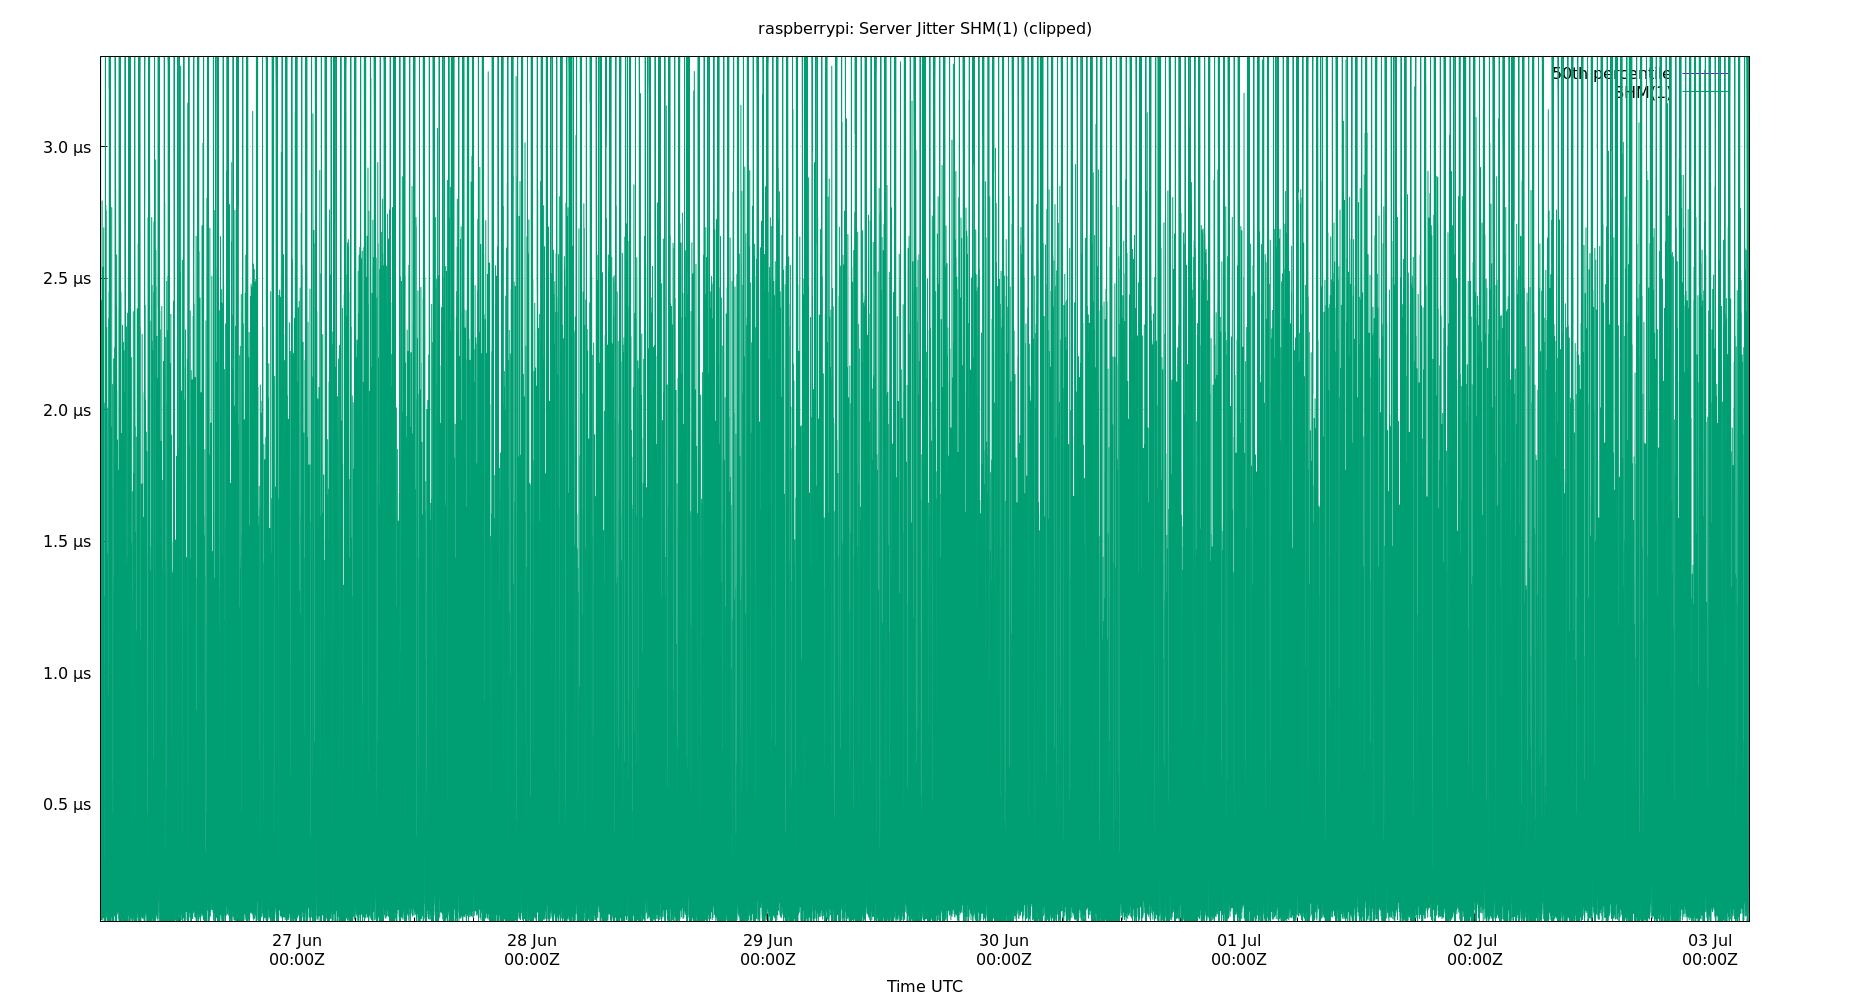 raspberrypi: Server Jitter SHM(1) (clipped)
50th percentile
SHM(1)
3.0 µs
2.5 µs
2.0 µs
1.5 µs
1.0 µs
0.5 µs
27 Jun 28 Jun 29 Jun 30 Jun 01 Jul 02 Jul 03 Jul
00:00Z 00:00Z 00:00Z 00:00Z 00:00Z 00:00Z 00:00Z
Time UTC